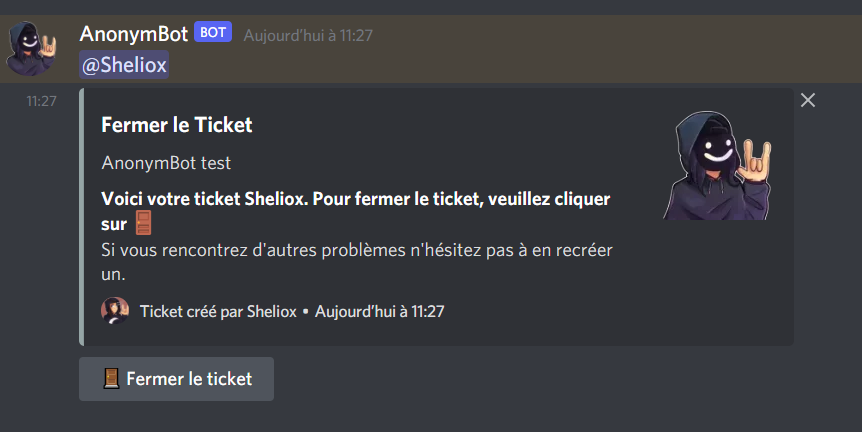 AnonymBot BOT Aujourd'hui à 11:27
@Sheliox
11:27
Fermer le Ticket
AnonymBot test
Voici votre ticket Sheliox. Pour fermer le ticket, veuillez cliquer
sur 🚪
Si vous rencontrez d'autres problèmes n'hésitez pas à en recréer
un.
Ticket créé par Sheliox • Aujourd'hui à 11:27
🚪 Fermer le ticket